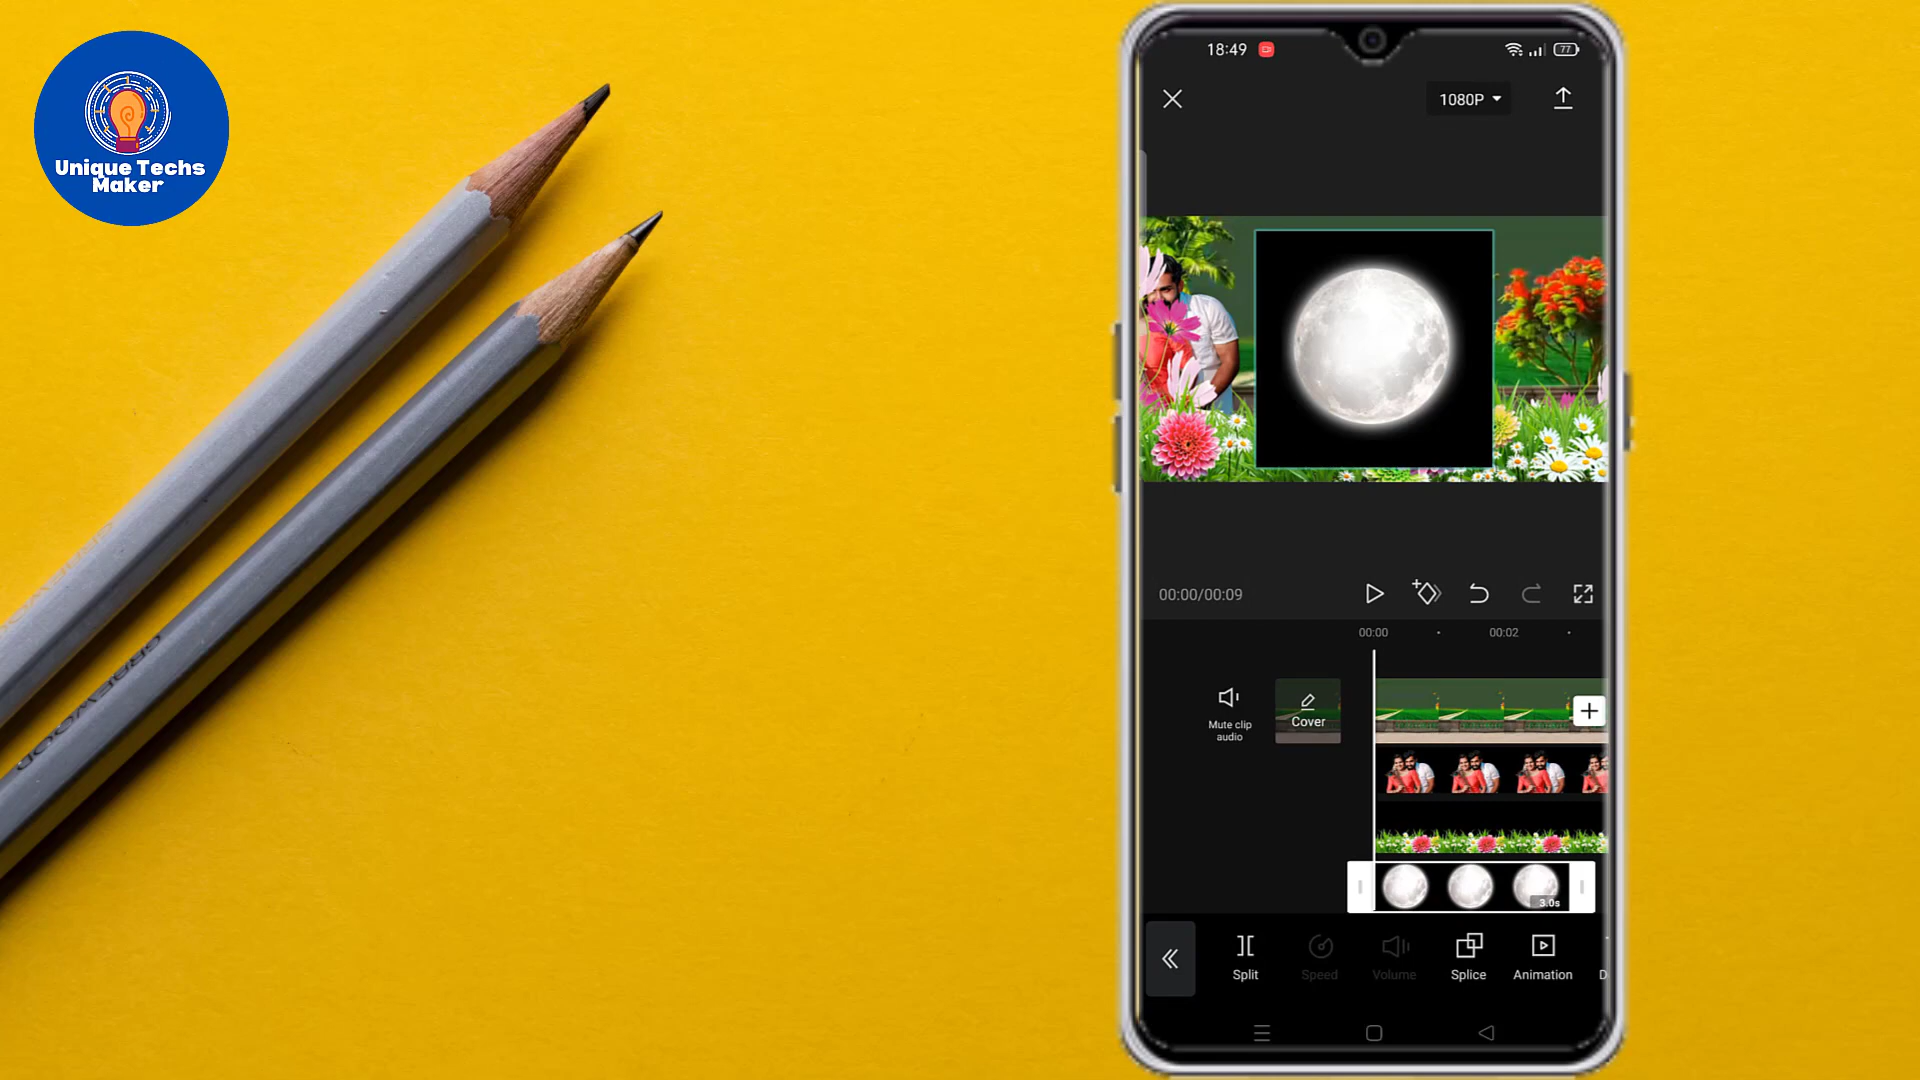 Unique Techs
Maker
18:49
77
1080P
00:00/00:09
00:00
00:02
Mute clip
audio
Cover
3.0s
Split
Speed
Volume
Splice
Animation
D